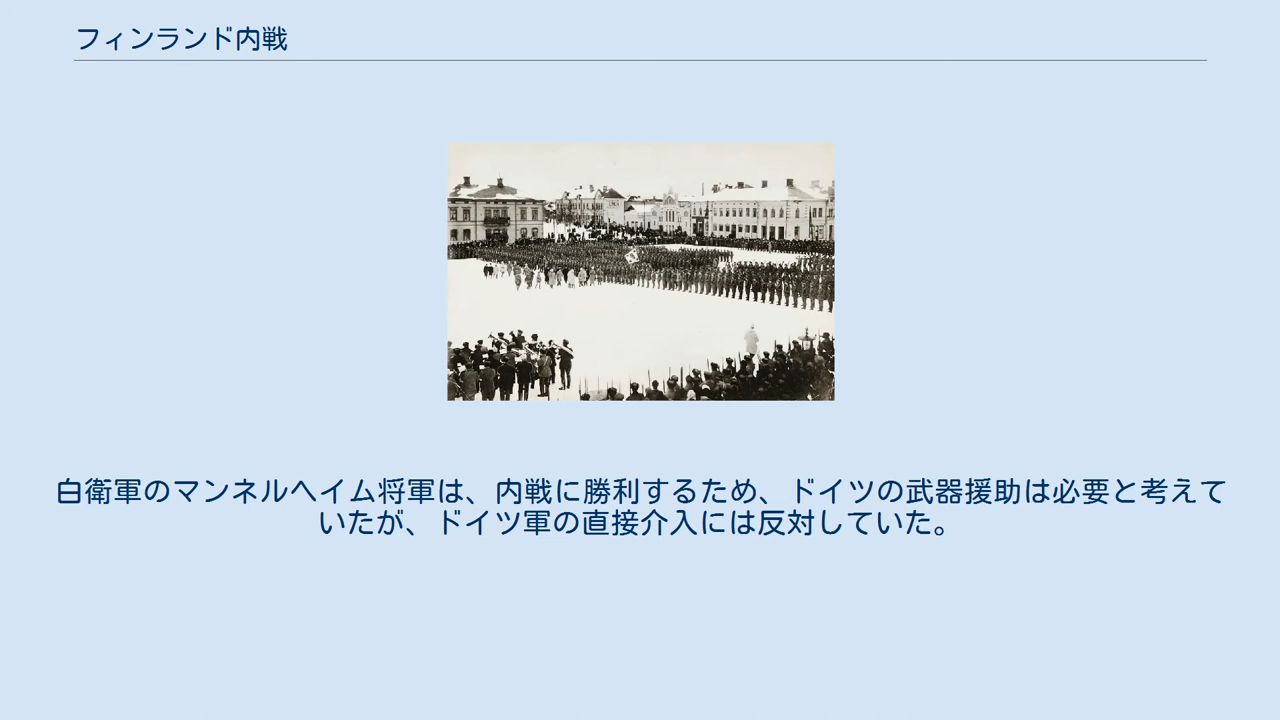 フィンランド内戦
白衛軍のマンネルヘイム将軍は、内戦に勝利するため、ドイツの武器援助は必要と考えて
いたが、ドイツ軍の直接介入には反対していた。